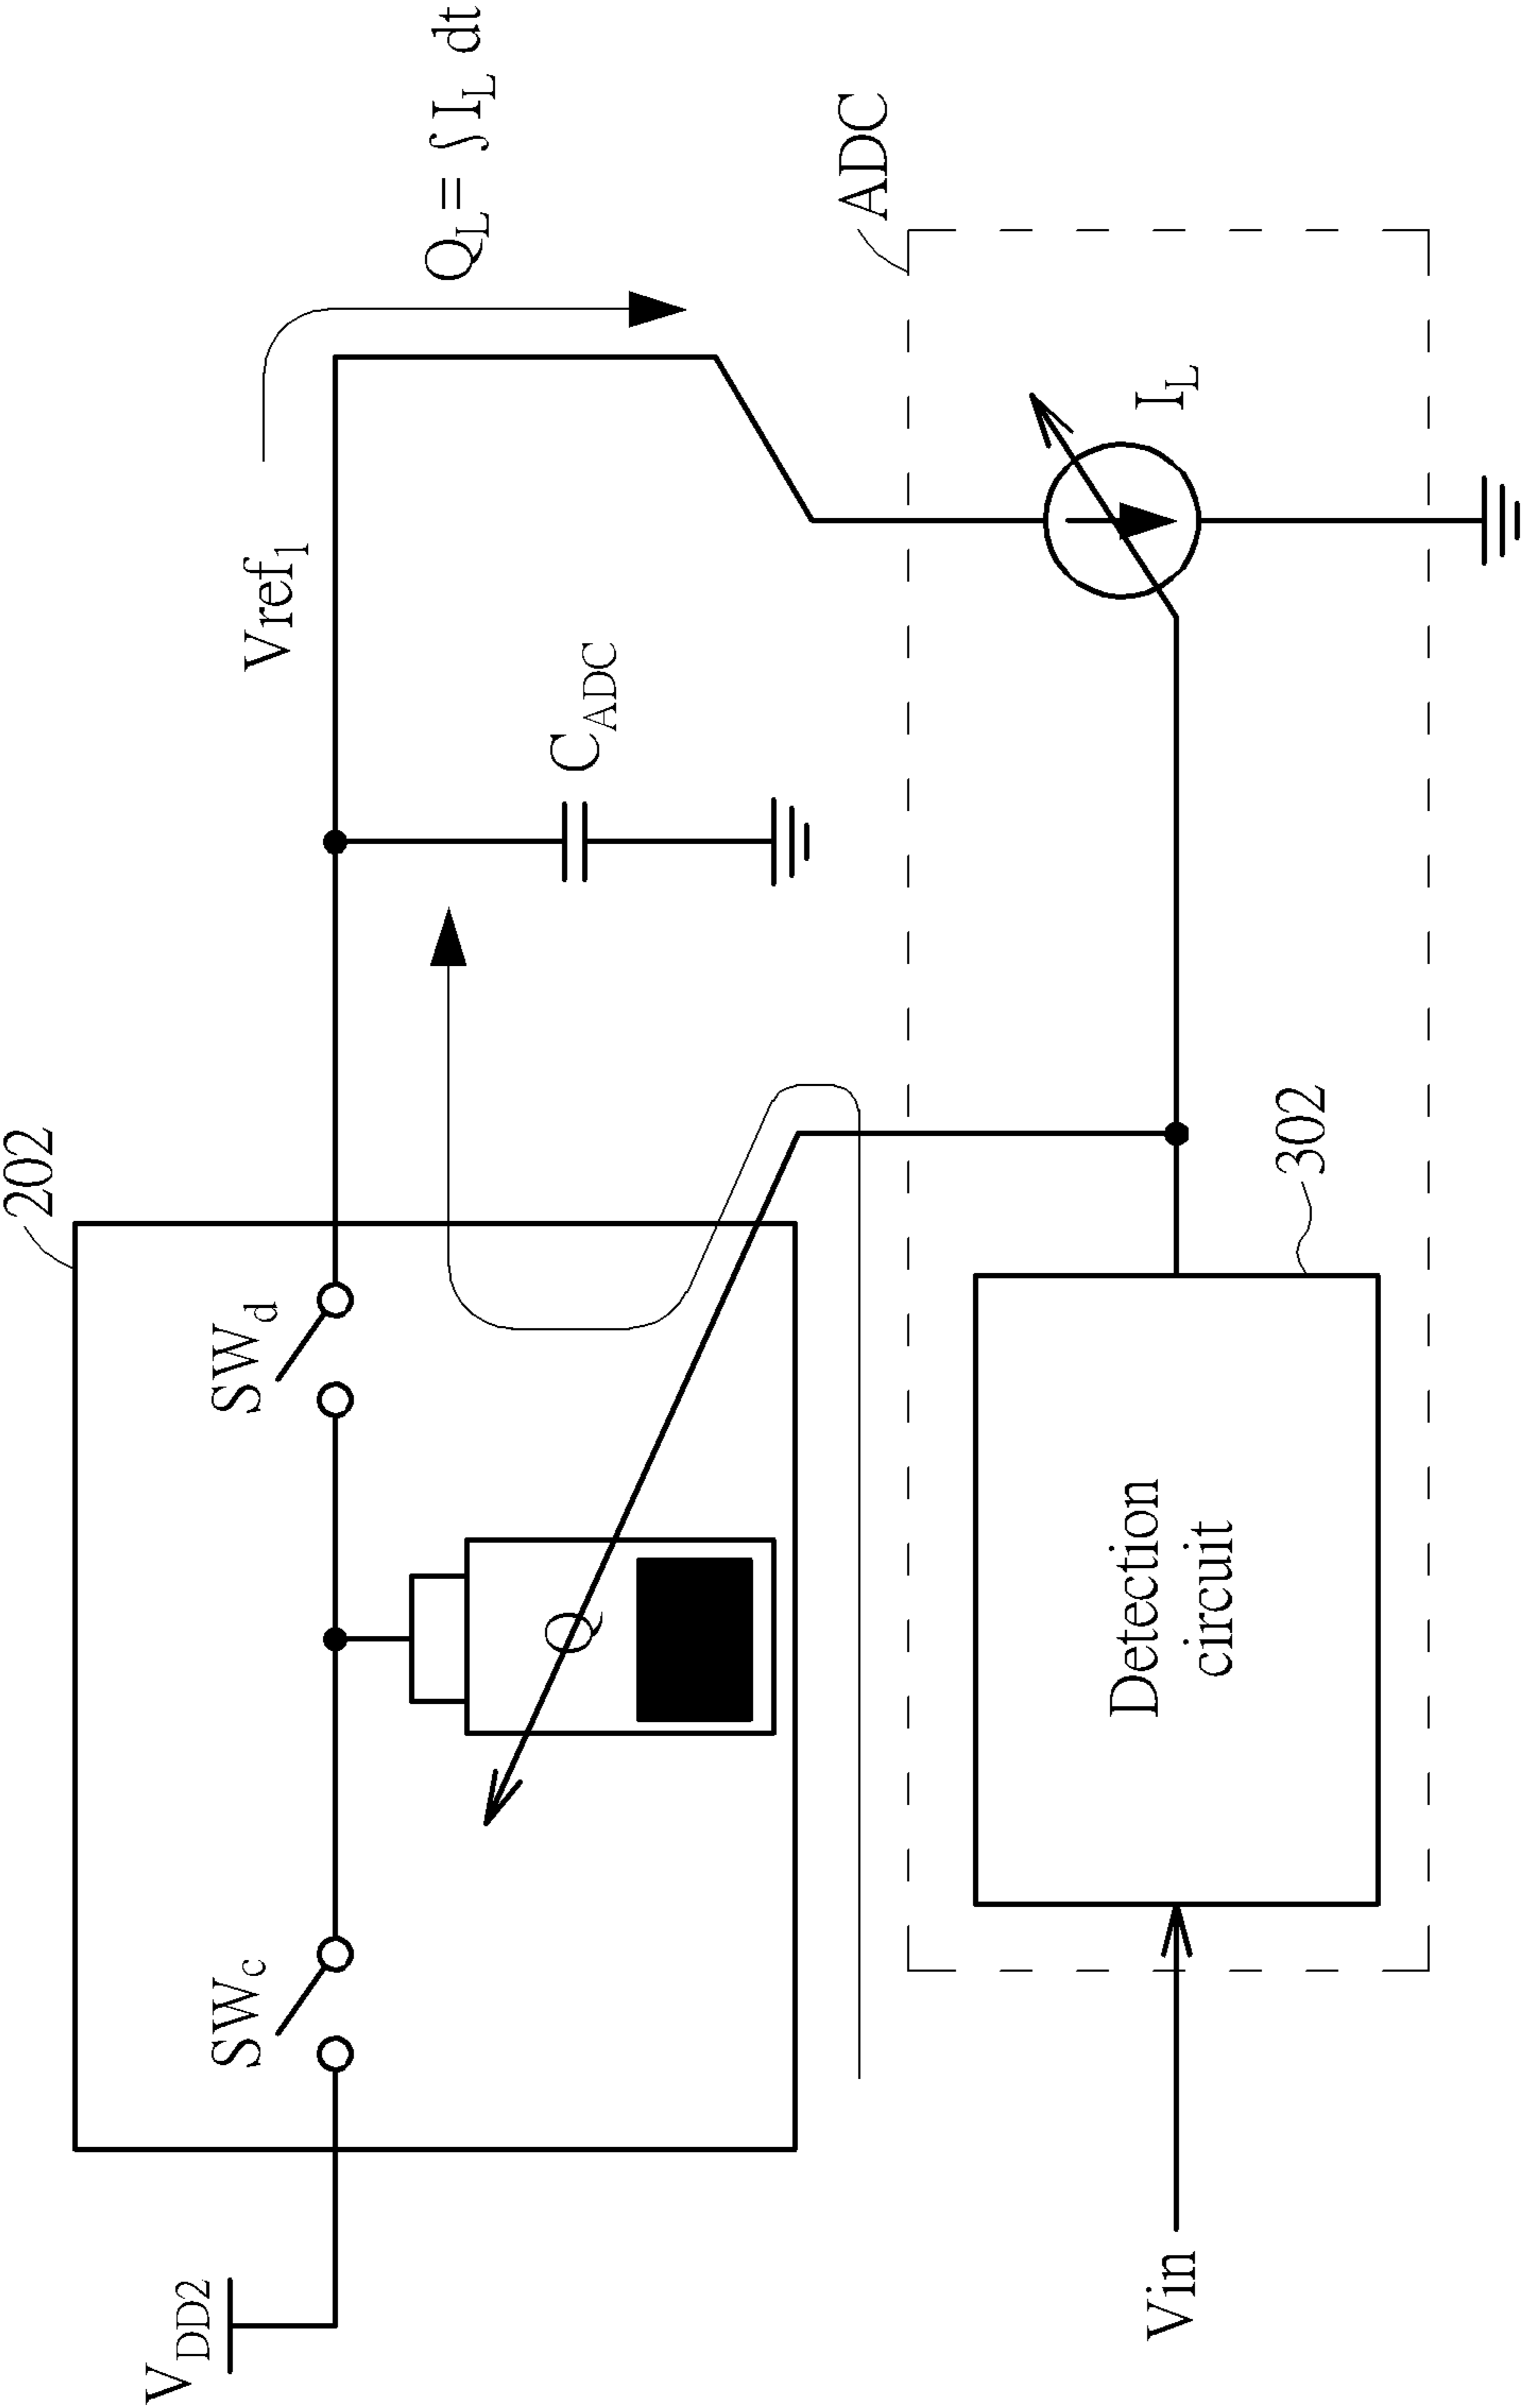 202
V_DD2
SW_c
SW_d
Vref_1
Q_L = ∫ I_L dt
Q
C_ADC
ADC
Vin
Detection
circuit
302
I_L